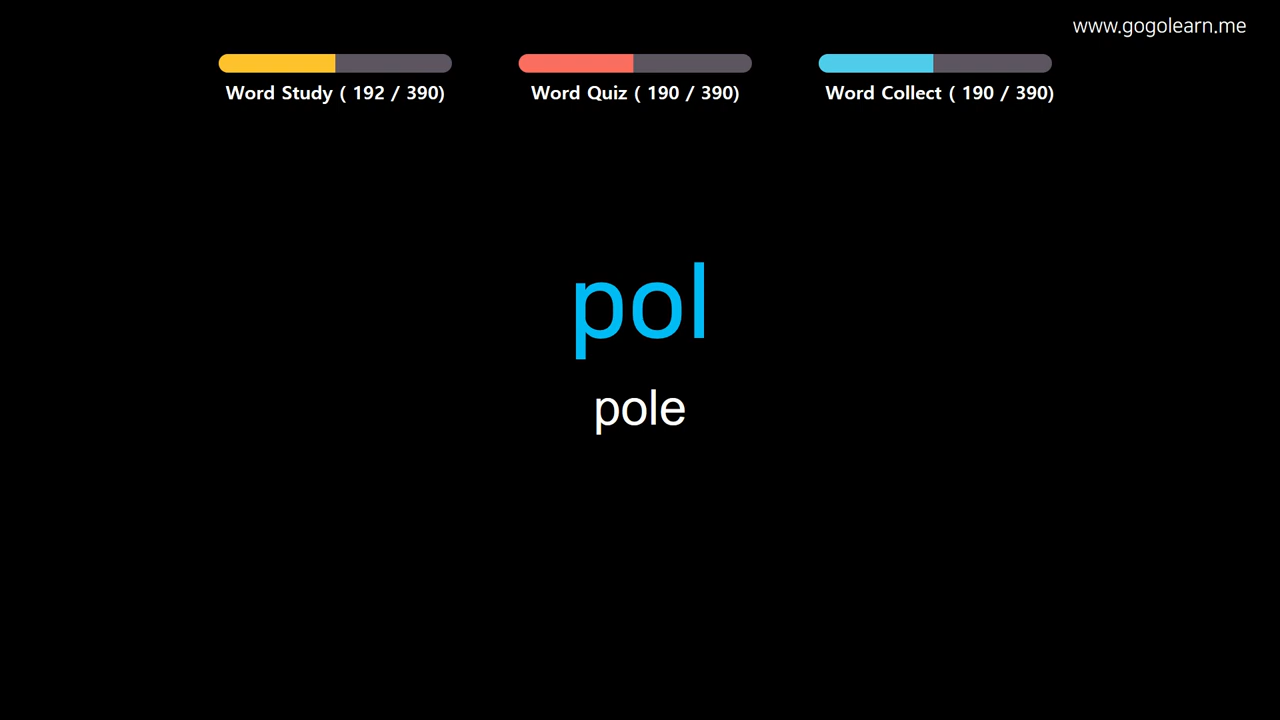 www.gogolearn.me
Word Study ( 192 / 390)
Word Quiz ( 190 / 390)
Word Collect ( 190 / 390)
pol
pole